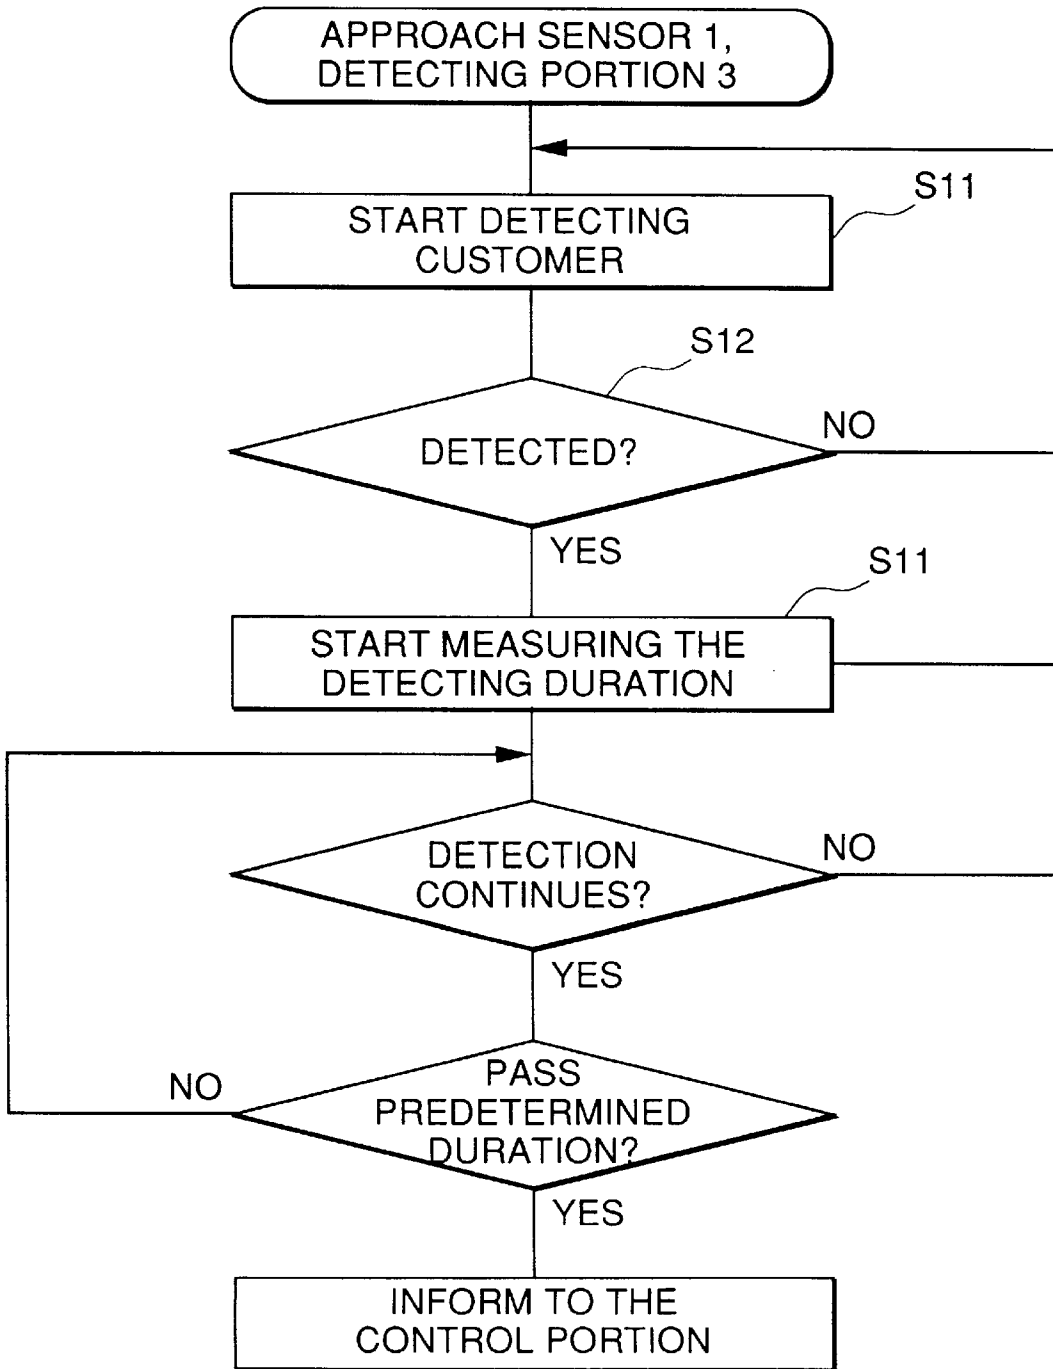 APPROACH SENSOR 1,
DETECTING PORTION 3
S11
START DETECTING
CUSTOMER
S12
DETECTED?
NO
YES
S11
START MEASURING THE
DETECTING DURATION
DETECTION
CONTINUES?
NO
YES
PASS
PREDETERMINED
DURATION?
NO
YES
INFORM TO THE
CONTROL PORTION